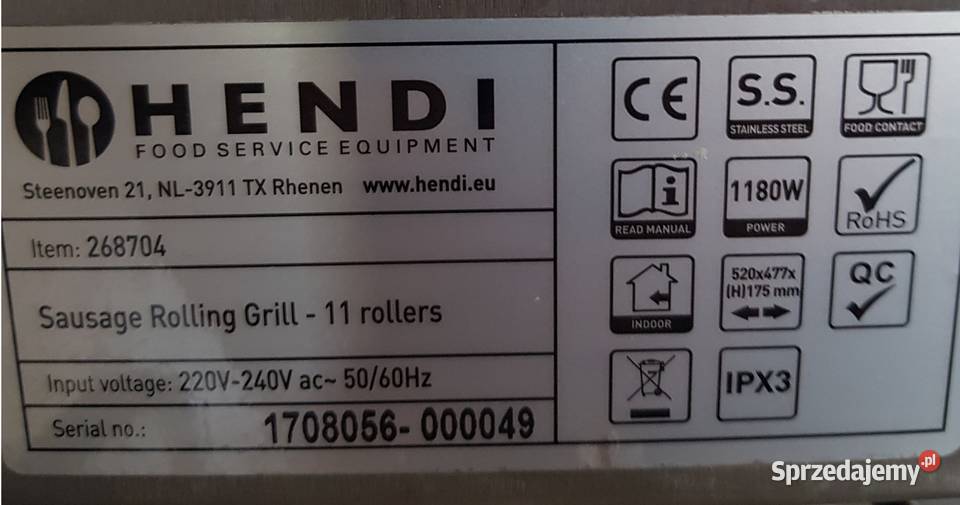 HENDI
FOOD SERVICE EQUIPMENT
Steenoven 21, NL-3911 TX Rhenen www.hendi.eu
Item: 268704
Sausage Rolling Grill - 11 rollers
Input voltage: 220V-240V ac~ 50/60Hz
Serial no.: 1708056-000049
CE
S.S.
STAINLESS STEEL
FOOD CONTACT
i
READ MANUAL
1180W
POWER
RoHS
INDOOR
520x477x
(H)175 mm
QC
IPX3
Sprzedajemy.pl